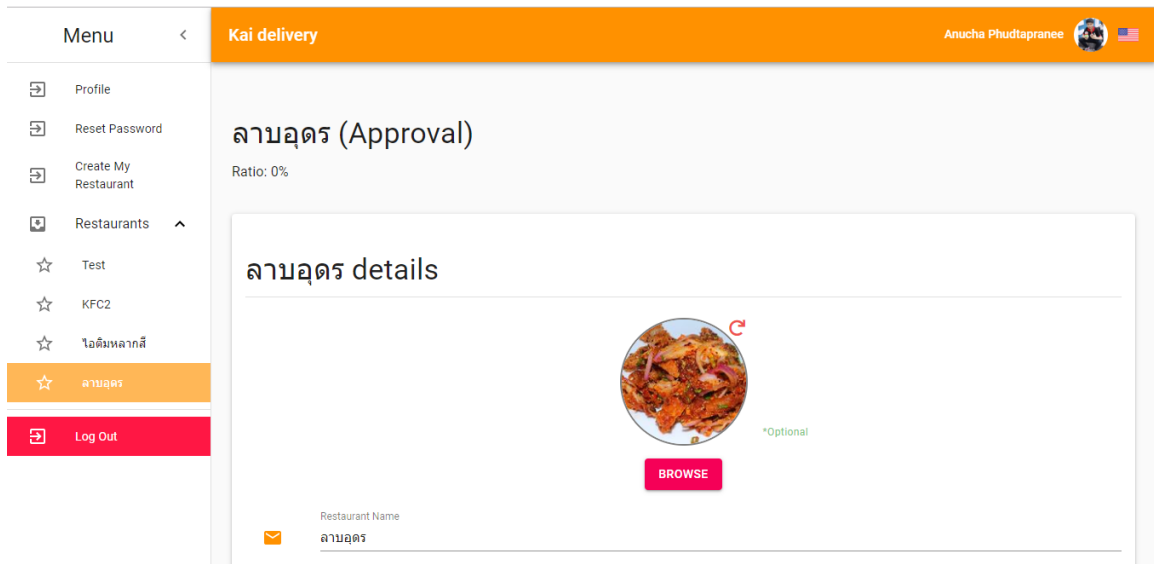 Menu
Kai delivery
Anucha Phudtapranee
Profile
Reset Password
Create My
Restaurant
Restaurants
Test
KFC2
ไอติมหลากสี
ลาบอุดร
Log Out
ลาบอุดร (Approval)
Ratio: 0%
ลาบอุดร details
*Optional
BROWSE
Restaurant Name
ลาบอุดร